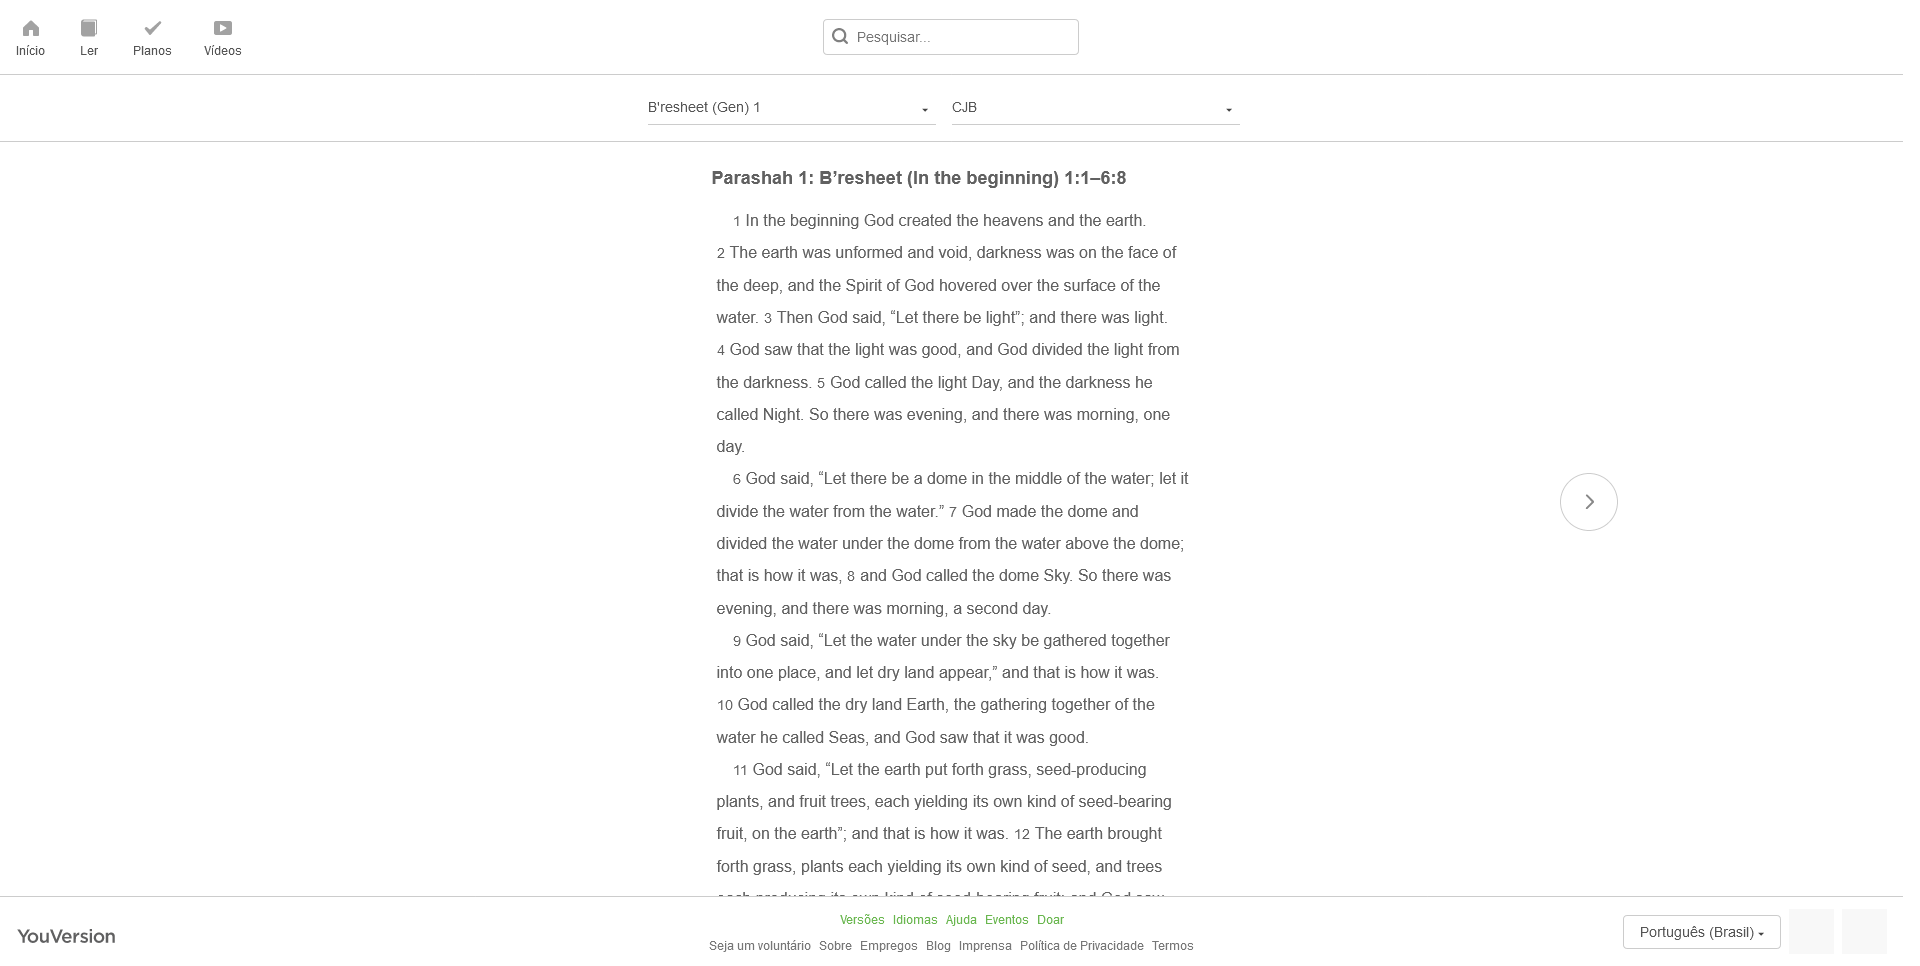 Início
Ler
Planos
Vídeos
Pesquisar...
B'resheet (Gen) 1
CJB
Parashah 1: B’resheet (In the beginning) 1:1–6:8
1 In the beginning God created the heavens and the earth.
2 The earth was unformed and void, darkness was on the face of
the deep, and the Spirit of God hovered over the surface of the
water. 3 Then God said, “Let there be light”; and there was light.
4 God saw that the light was good, and God divided the light from
the darkness. 5 God called the light Day, and the darkness he
called Night. So there was evening, and there was morning, one
day.
6 God said, “Let there be a dome in the middle of the water; let it
divide the water from the water.” 7 God made the dome and
divided the water under the dome from the water above the dome;
that is how it was, 8 and God called the dome Sky. So there was
evening, and there was morning, a second day.
9 God said, “Let the water under the sky be gathered together
into one place, and let dry land appear,” and that is how it was.
10 God called the dry land Earth, the gathering together of the
water he called Seas, and God saw that it was good.
11 God said, “Let the earth put forth grass, seed-producing
plants, and fruit trees, each yielding its own kind of seed-bearing
fruit, on the earth”; and that is how it was. 12 The earth brought
forth grass, plants each yielding its own kind of seed, and trees
each producing its own kind of seed-bearing fruit; and God saw
Versões Idiomas Ajuda Eventos Doar
YouVersion
Português (Brasil)
Seja um voluntário Sobre Empregos Blog Imprensa Política de Privacidade Termos